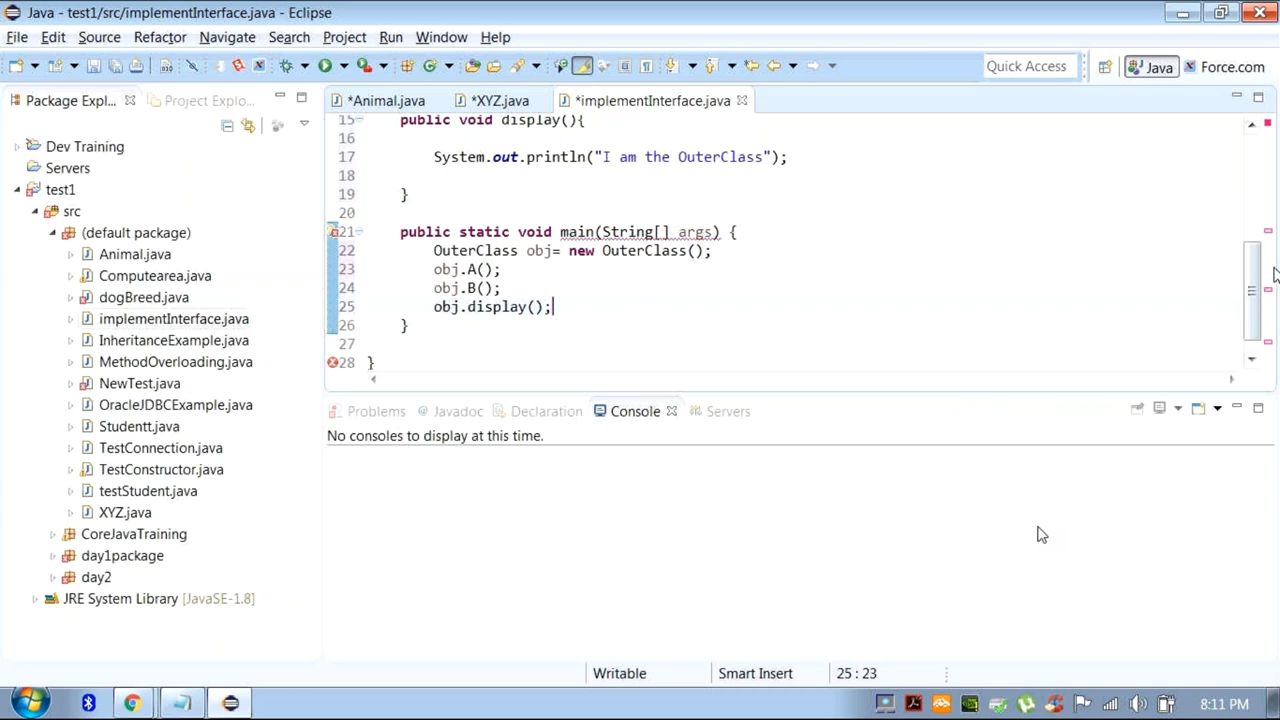 Java - test1/src/implementInterface.java - Eclipse
File Edit Source Refactor Navigate Search Project Run Window Help
Quick Access Java Force.com
Package Expl... Project Explo...
*Animal.java *XYZ.java *implementInterface.java
Dev Training
Servers
test1
src
(default package)
Animal.java
Computearea.java
dogBreed.java
implementInterface.java
InheritanceExample.java
MethodOverloading.java
NewTest.java
OracleJDBCExample.java
Studentt.java
TestConnection.java
TestConstructor.java
testStudent.java
XYZ.java
CoreJavaTraining
day1package
day2
JRE System Library [JavaSE-1.8]
15 public void display(){
16
17 System.out.println("I am the OuterClass");
18
19 }
20
21 public static void main(String[] args) {
22 OuterClass obj= new OuterClass();
23 obj.A();
24 obj.B();
25 obj.display();
26 }
27
28 }
Problems @ Javadoc Declaration Console Servers
No consoles to display at this time.
Writable Smart Insert 25 : 23
8:11 PM